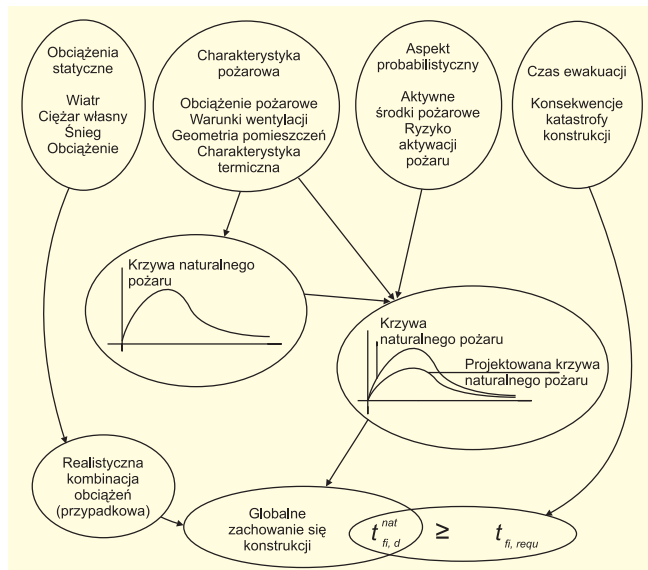 Obciążenia
statyczne
Wiatr
Ciężar własny
Śnieg
Obciążenie
Charakterystyka
pożarowa
Obciążenie pożarowe
Warunki wentylacji
Geometria pomieszczeń
Charakterystyka
termiczna
Aspekt
probabilistyczny
Aktywne
środki pożarowe
Ryzyko
aktywacji
pożaru
Czas ewakuacji
Konsekwencje
katastrofy
konstrukcji
Krzywa naturalnego
pożaru
Krzywa
naturalnego pożaru
Projektowana krzywa
naturalnego pożaru
Realistyczna
kombinacja
obciążeń
(przypadkowa)
Globalne
zachowanie się
konstrukcji
t nat fi, d ≥ t fi, requ